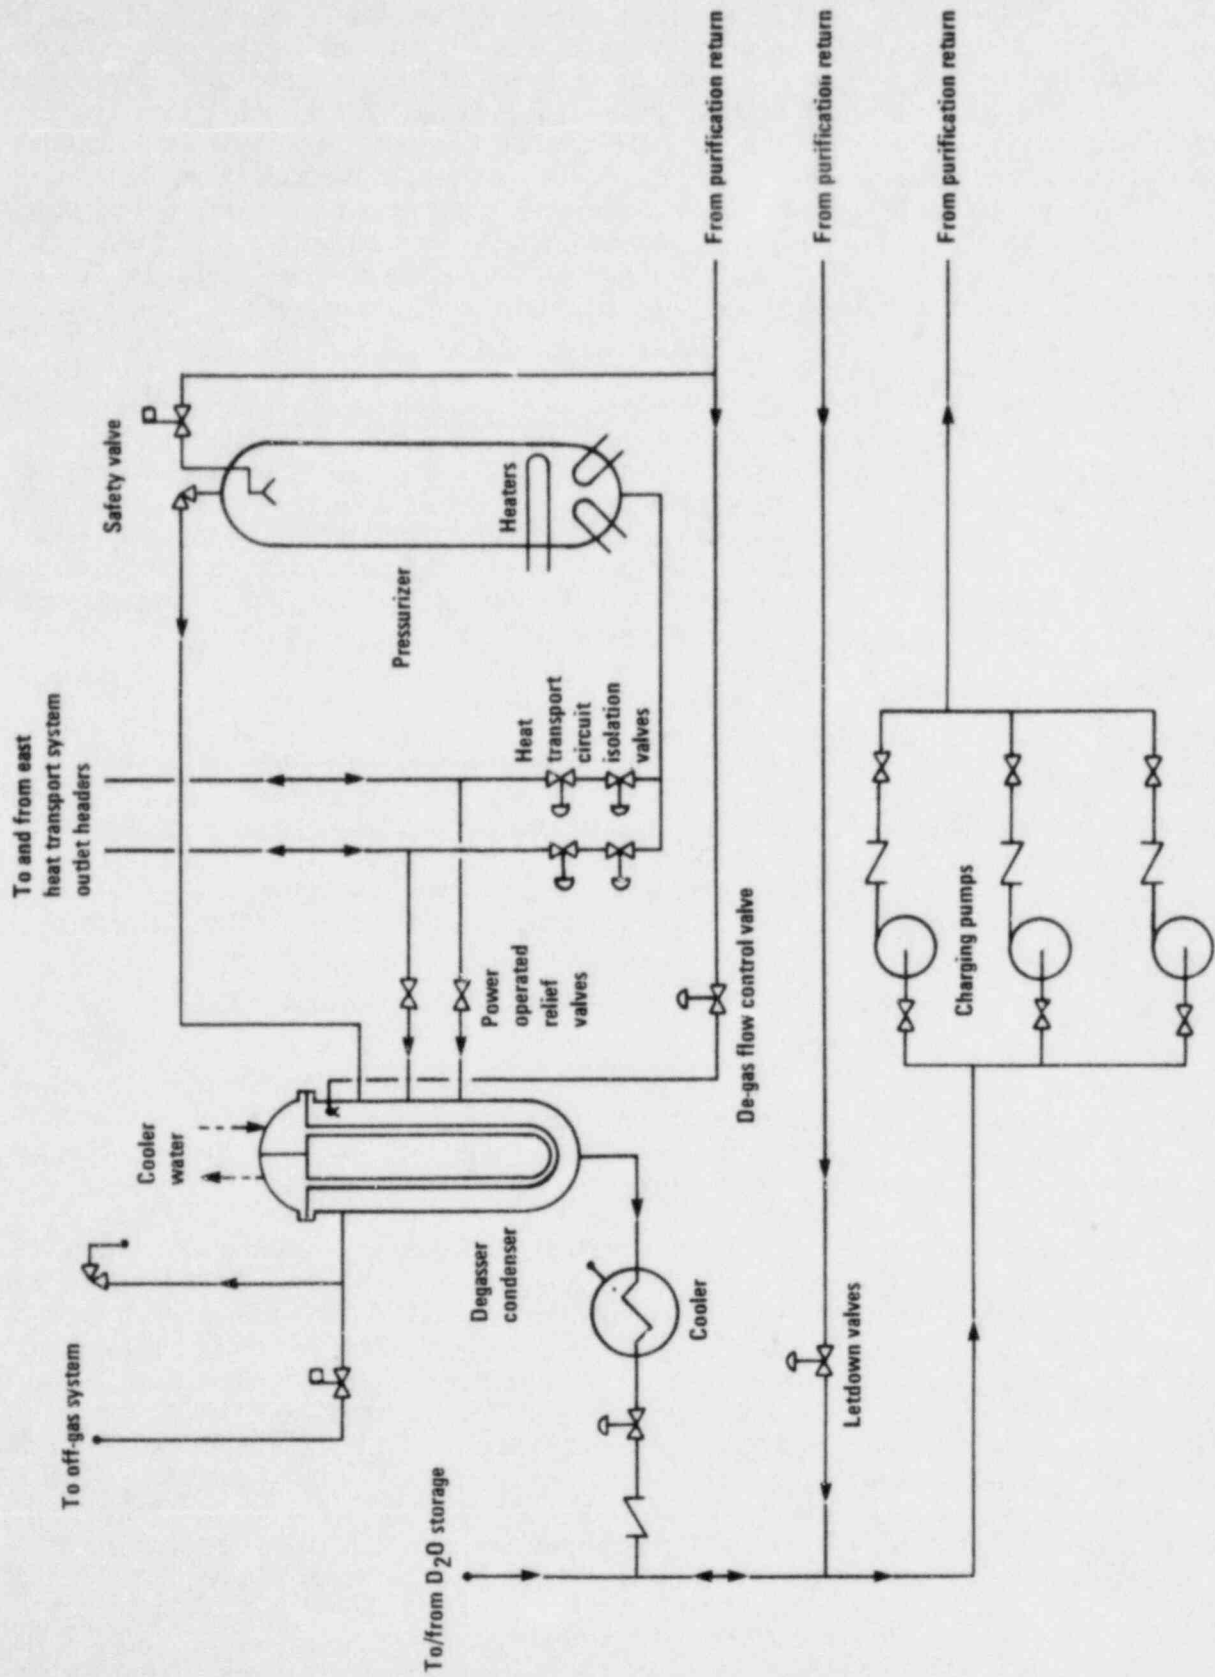 To off-gas system
Cooler
water
To and from east
heat transport system
outlet headers
Safety valve
Pressurizer
Heaters
Heat
transport
circuit
isolation
valves
Power
operated
relief
valves
Degasser
condenser
Cooler
To/from D₂O storage
De-gas flow control valve
Letdown valves
Charging pumps
From purification return
From purification return
From purification return